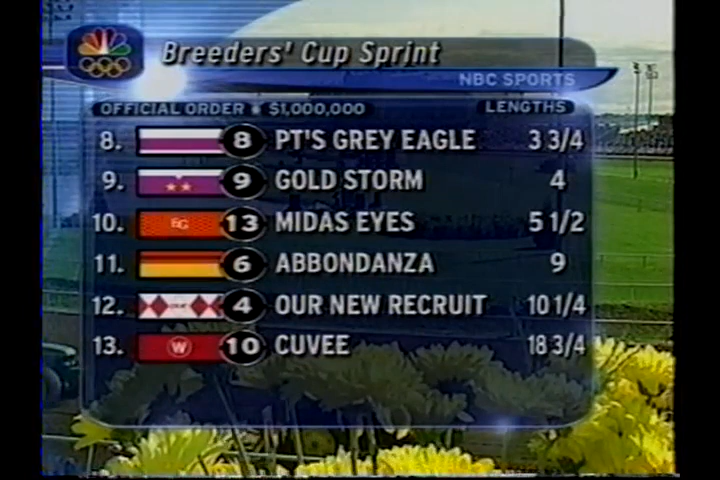 Breeders' Cup Sprint
NBC SPORTS
OFFICIAL ORDER • $1,000,000 LENGTHS
8. 8 PT'S GREY EAGLE 3 3/4
9. 9 GOLD STORM 4
10. EG 13 MIDAS EYES 5 1/2
11. 6 ABBONDANZA 9
12. 4 OUR NEW RECRUIT 10 1/4
13. W 10 CUVEE 18 3/4